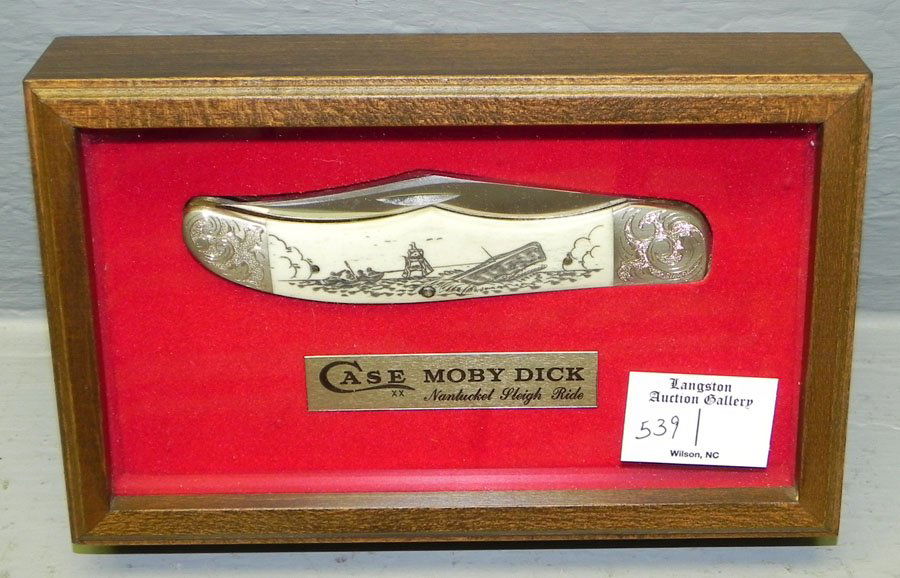 CASE MOBY DICK
XX Nantucket Sleigh Ride
Langston
Auction Gallery
539 |
Wilson, NC